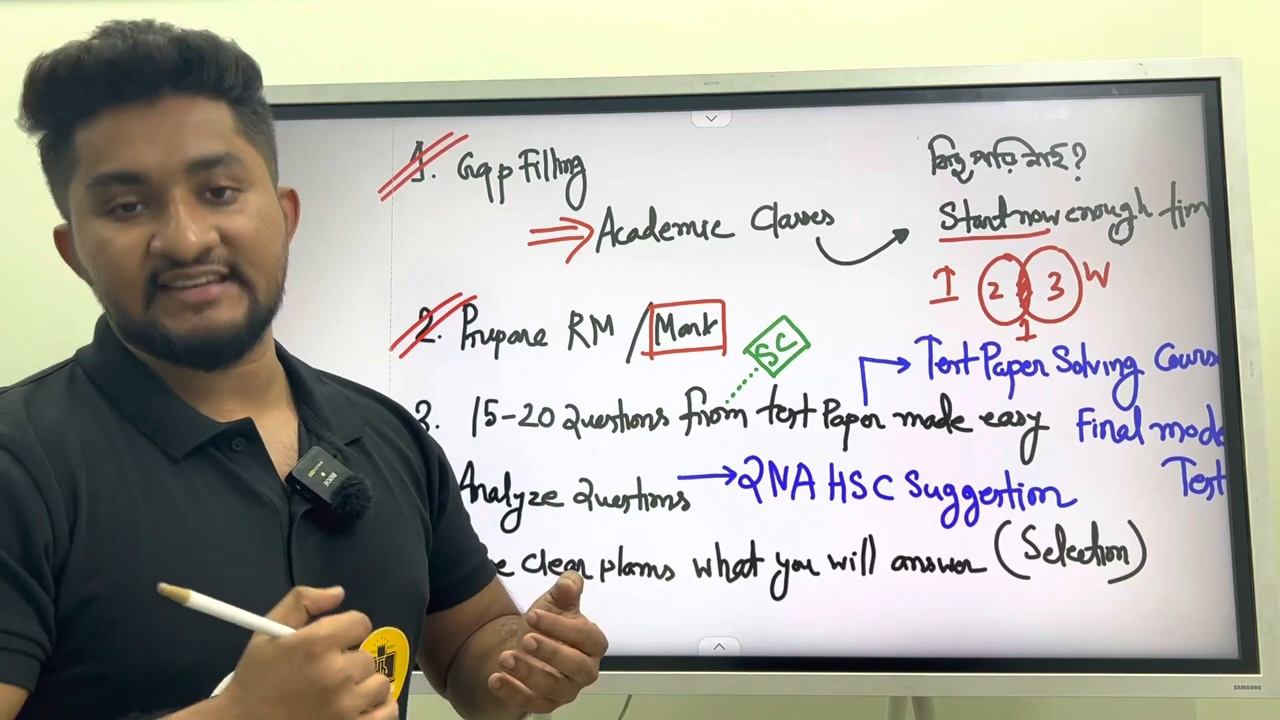 1. Gap Filling
কিছু পারি নাই?
⇒ Academic Classes
Start now enough tim
I 2 3 W
1
2. Prepare RM / Mark
SC
→ Test Paper Solving Cours
3. 15-20 Questions from test Paper made easy
Final mode
Test
Analyze Questions → QNA HSC Suggestion
e clear plans what you will answer (Selection)
SAMSUNG